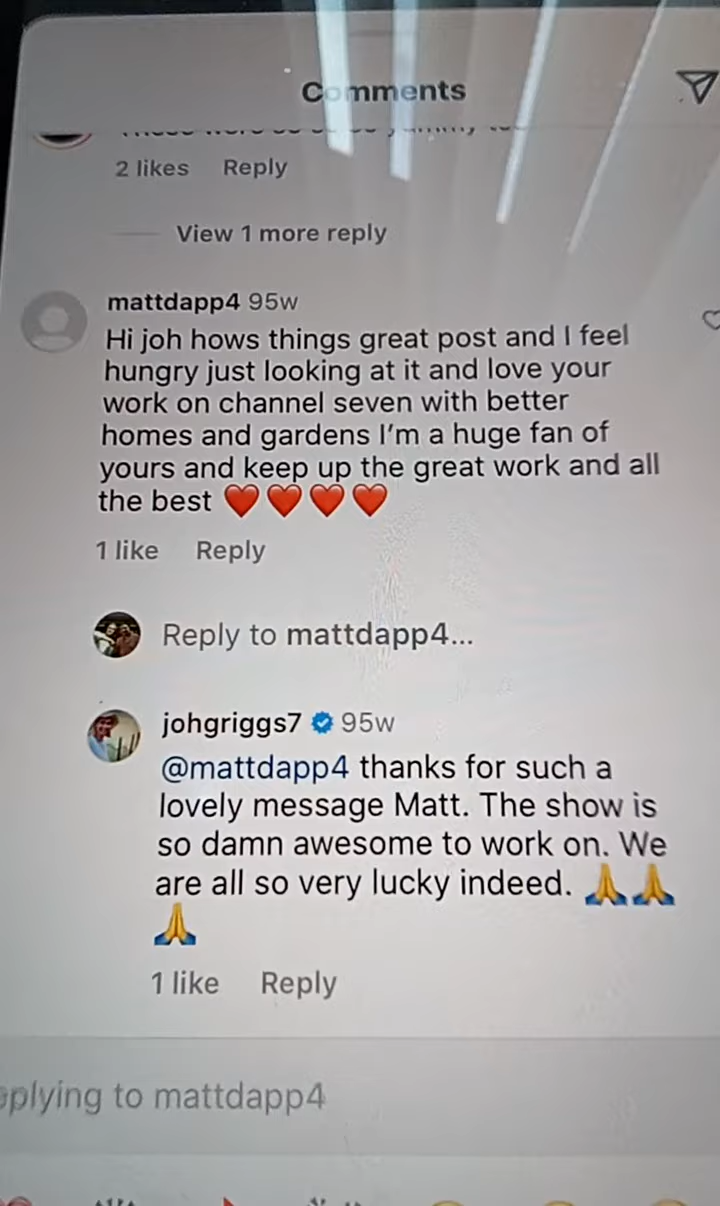 Comments
2 likes Reply
View 1 more reply
mattdapp4 95w
Hi joh hows things great post and I feel
hungry just looking at it and love your
work on channel seven with better
homes and gardens I'm a huge fan of
yours and keep up the great work and all
the best ❤️❤️❤️❤️
1 like Reply
Reply to mattdapp4...
johgriggs7 95w
@mattdapp4 thanks for such a
lovely message Matt. The show is
so damn awesome to work on. We
are all so very lucky indeed. 🙏🙏
🙏
1 like Reply
eplying to mattdapp4